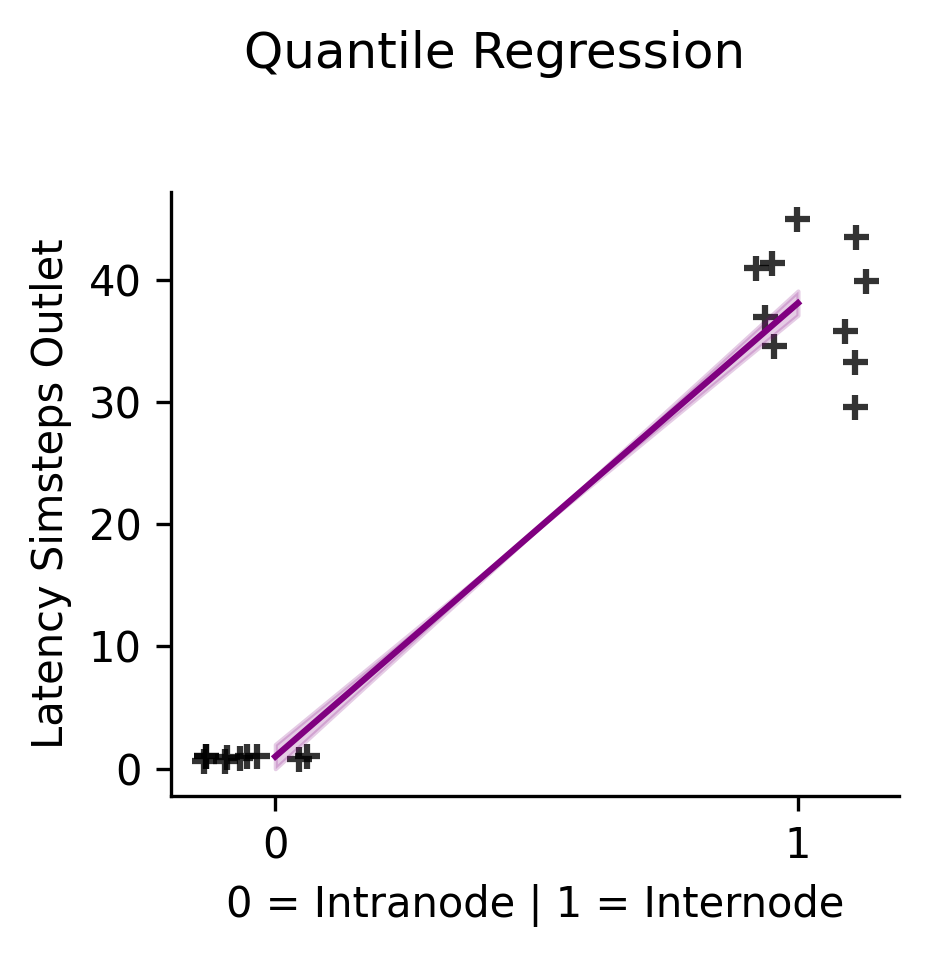 Quantile Regression
Latency Simsteps Outlet
40
30
20
10
0
0 1
0 = Intranode | 1 = Internode